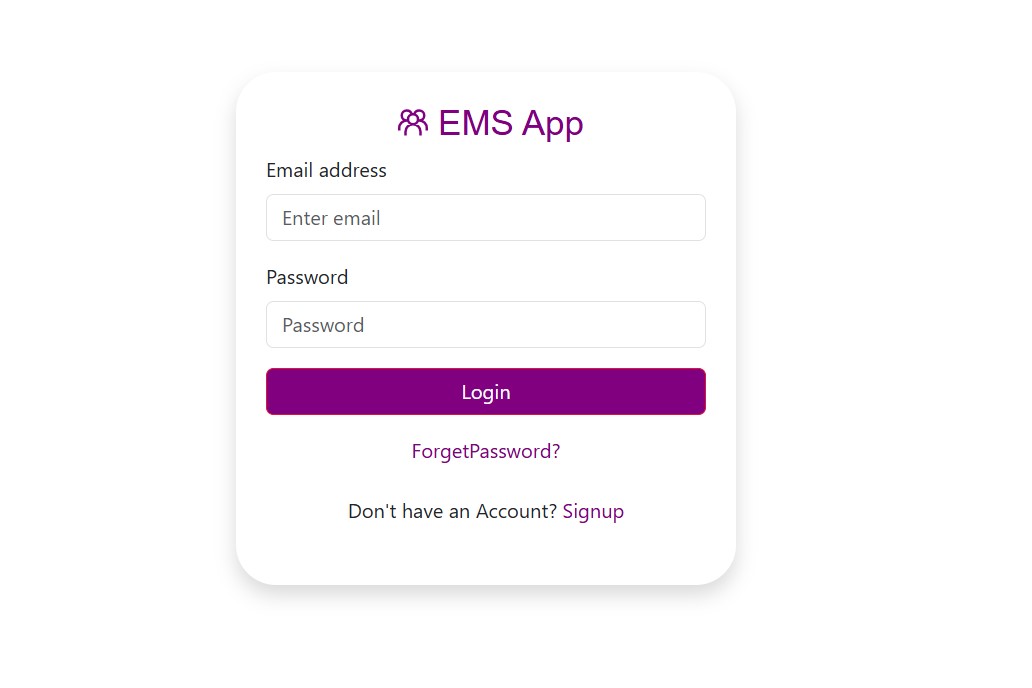 EMS App
Email address
Enter email
Password
Password
Login
ForgetPassword?
Don't have an Account? Signup